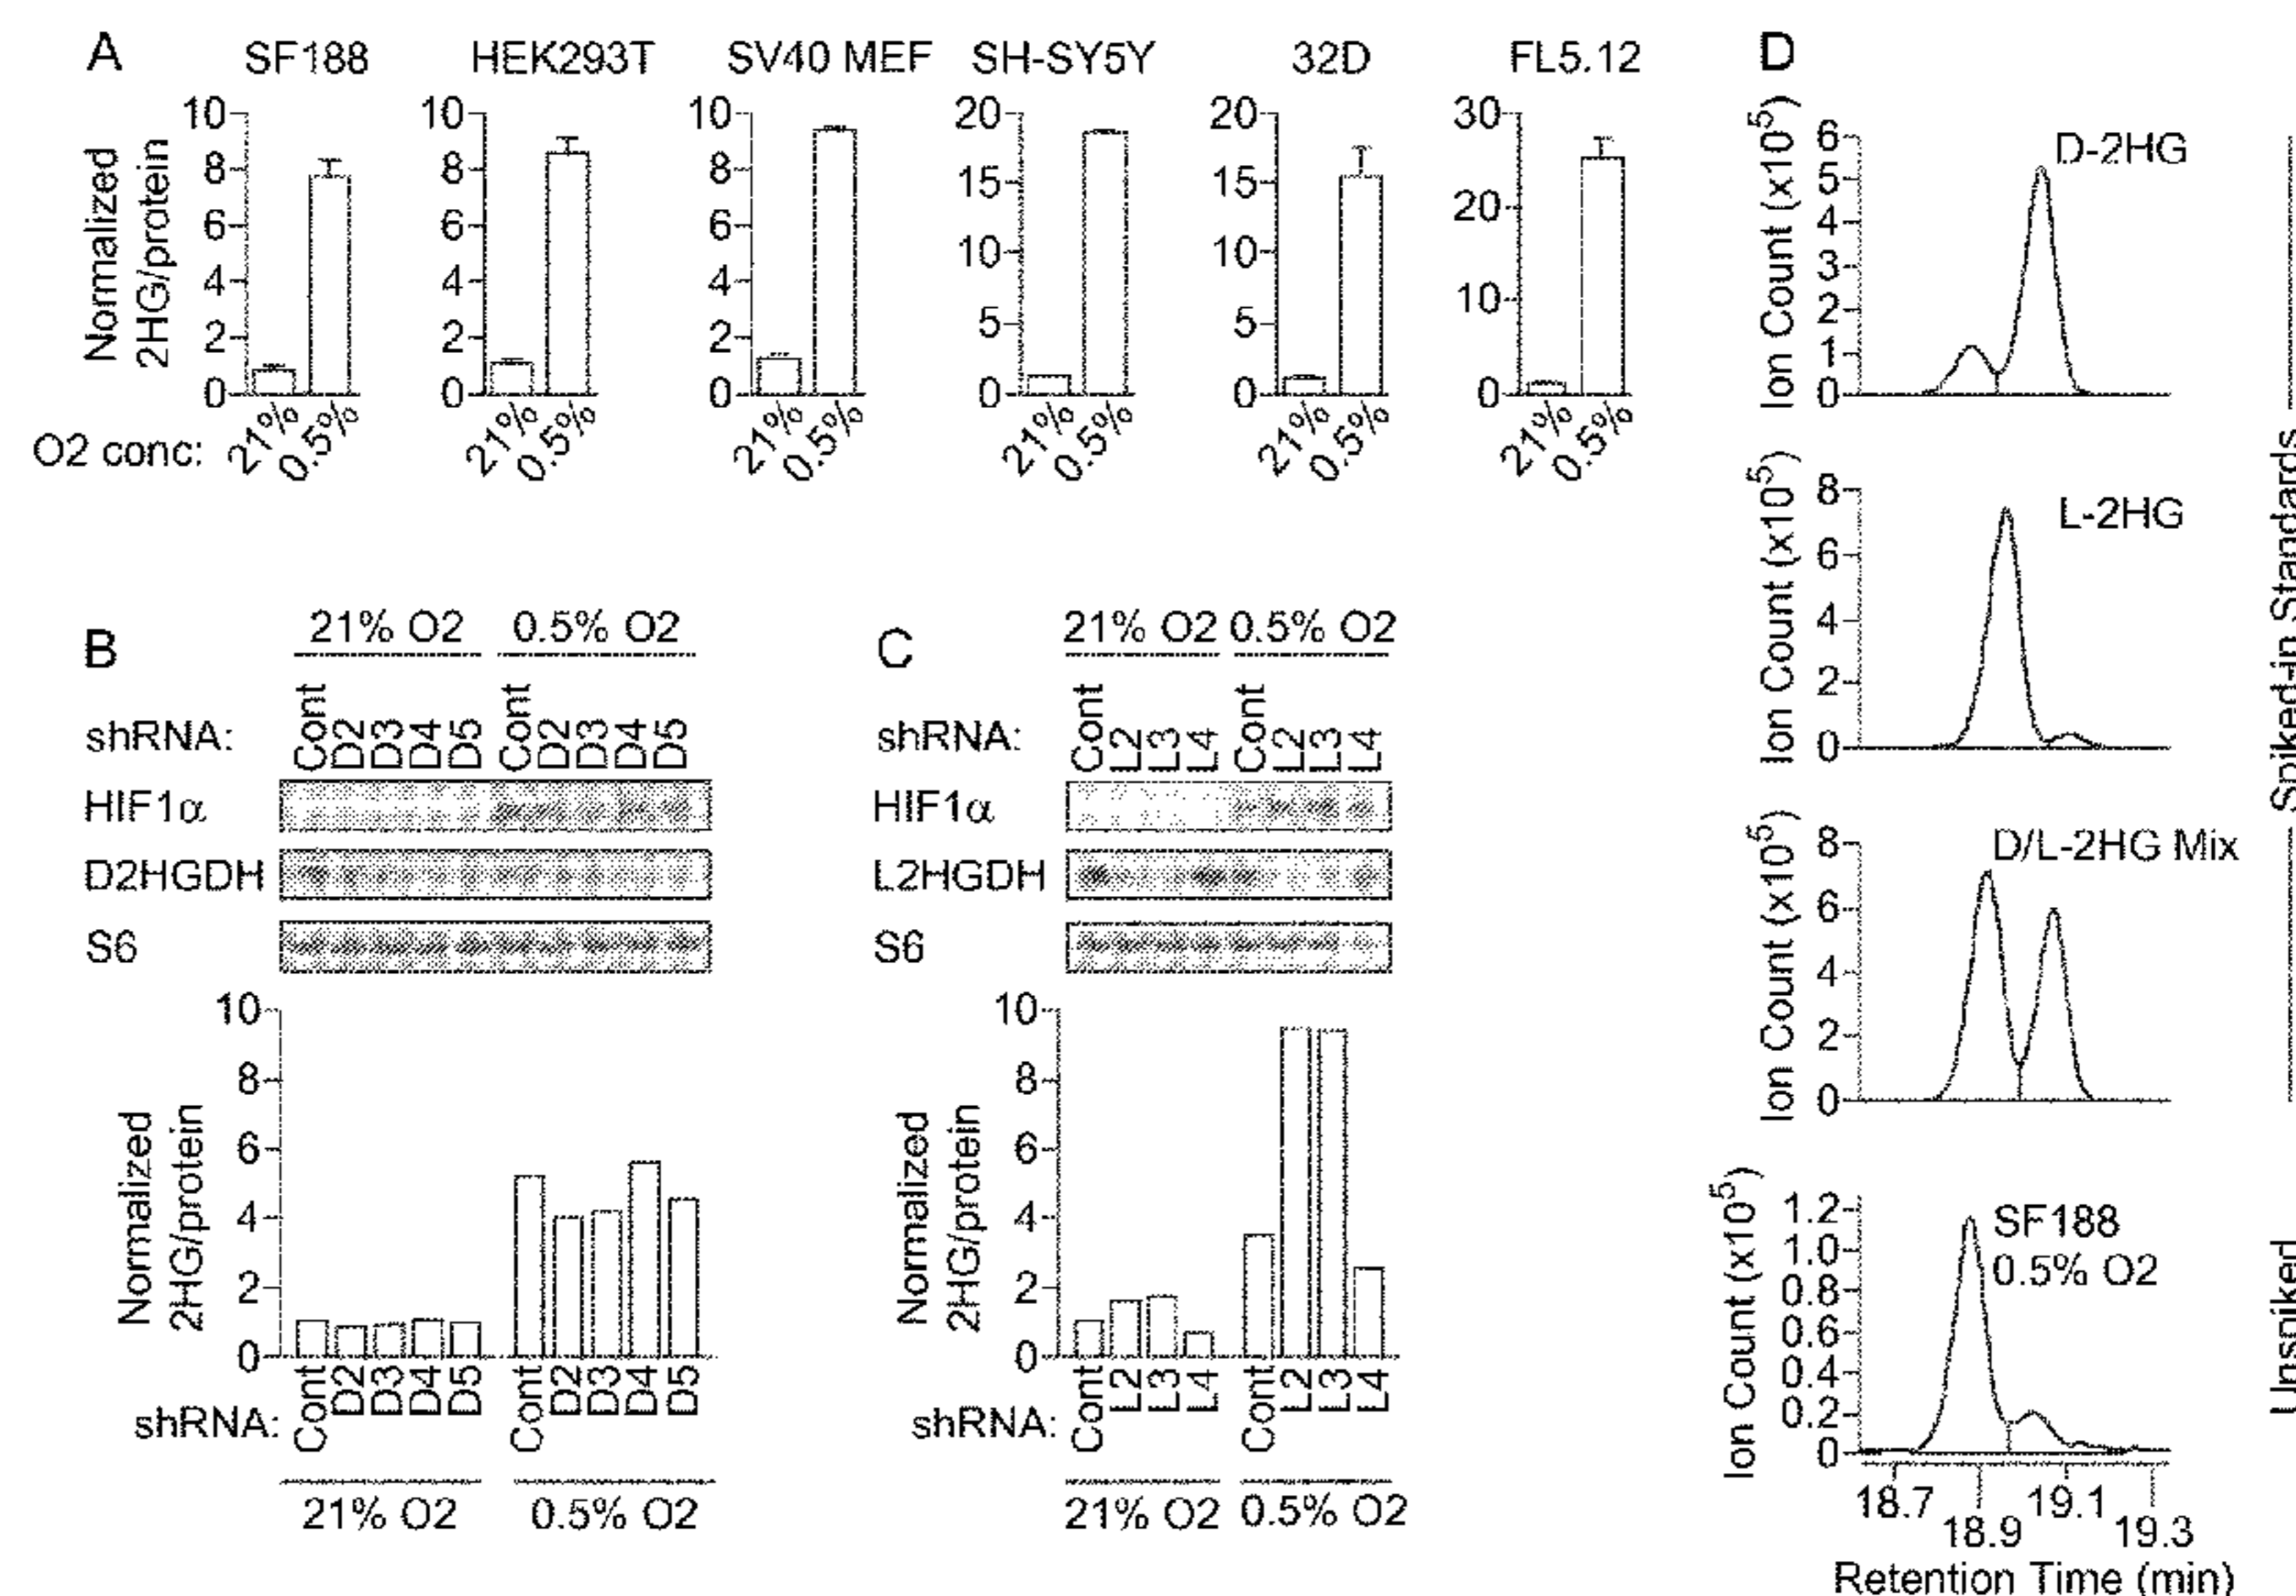 A
SF188 HEK293T SV40 MEF SH-SY5Y 32D FL5.12
Normalized
2HG/protein
10 8 6 4 2 0
10 8 6 4 2 0
10 8 6 4 2 0
20 15 10 5 0
20 15 10 5 0
30 20 10 0
O2 conc: 21% 0.5% 21% 0.5% 21% 0.5% 21% 0.5% 21% 0.5% 21% 0.5%
B
21% O2 0.5% O2
shRNA: Cont D2 D3 D4 D5 Cont D2 D3 D4 D5
HIF1α
D2HGDH
S6
Normalized
2HG/protein
10 8 6 4 2 0
shRNA: Cont D2 D3 D4 D5 Cont D2 D3 D4 D5
21% O2 0.5% O2
C
21% O2 0.5% O2
shRNA: Cont L2 L3 L4 Cont L2 L3 L4
HIF1α
L2HGDH
S6
Normalized
2HG/protein
10 8 6 4 2 0
shRNA: Cont L2 L3 L4 Cont L2 L3 L4
21% O2 0.5% O2
D
D-2HG
Ion Count (x10⁵)
6 5 4 3 2 1 0
L-2HG
Ion Count (x10⁵)
8 6 4 2 0
D/L-2HG Mix
Ion Count (x10⁵)
8 6 4 2 0
Spiked-in Standards
SF188
0.5% O2
Ion Count (x10⁵)
1.2 1.0 0.8 0.6 0.4 0.2 0
Unspiked
18.7 18.9 19.1 19.3
Retention Time (min)